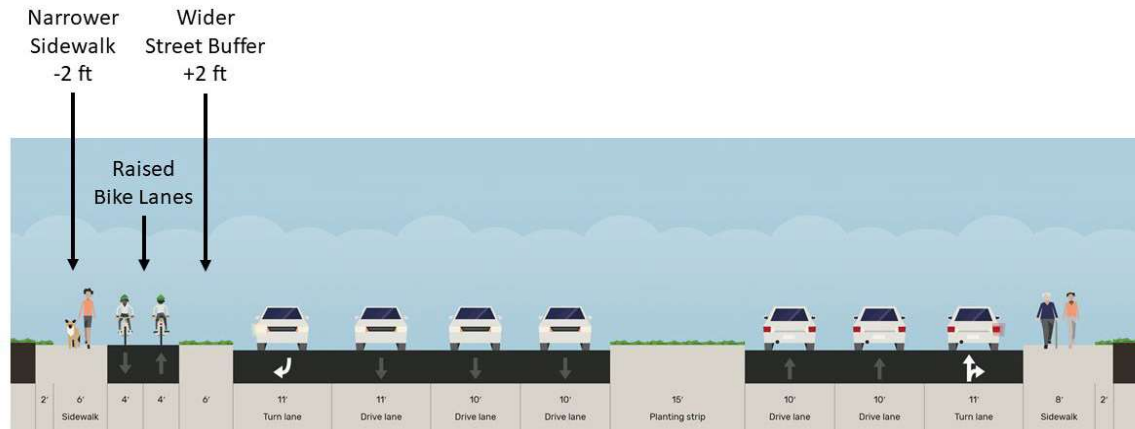 Narrower
Sidewalk
-2 ft
Wider
Street Buffer
+2 ft
Raised
Bike Lanes
2' 6' 4' 4' 6' 11' 11' 10' 10' 15' 10' 10' 11' 8' 2'
Sidewalk Turn lane Drive lane Drive lane Drive lane Planting strip Drive lane Drive lane Turn lane Sidewalk